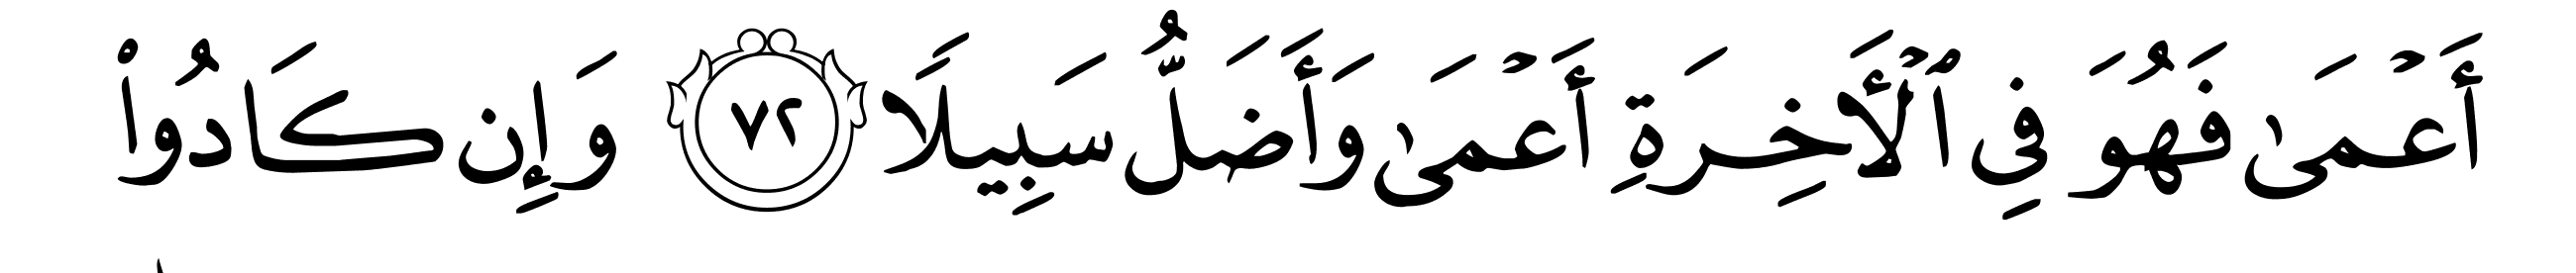 أَعۡمَىٰ فَهُوَ فِي ٱلۡأَخِرَةِ أَعۡمَىٰ وَأَضَلُّ سَبِيلَا ٧٢ وَإِن كَادُواْ